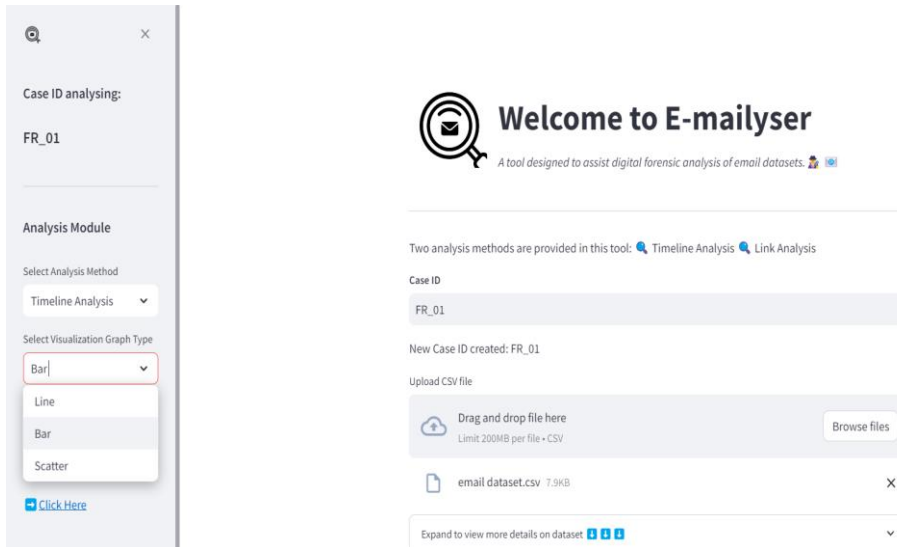 Case ID analysing:
FR_01
Analysis Module
Select Analysis Method
Timeline Analysis
Select Visualization Graph Type
Bar
Line
Bar
Scatter
Click Here
Welcome to E-mailyser
A tool designed to assist digital forensic analysis of email datasets.
Two analysis methods are provided in this tool: Timeline Analysis Link Analysis
Case ID
FR_01
New Case ID created: FR_01
Upload CSV file
Drag and drop file here
Limit 200MB per file • CSV
Browse files
email dataset.csv 7.9KB
Expand to view more details on dataset